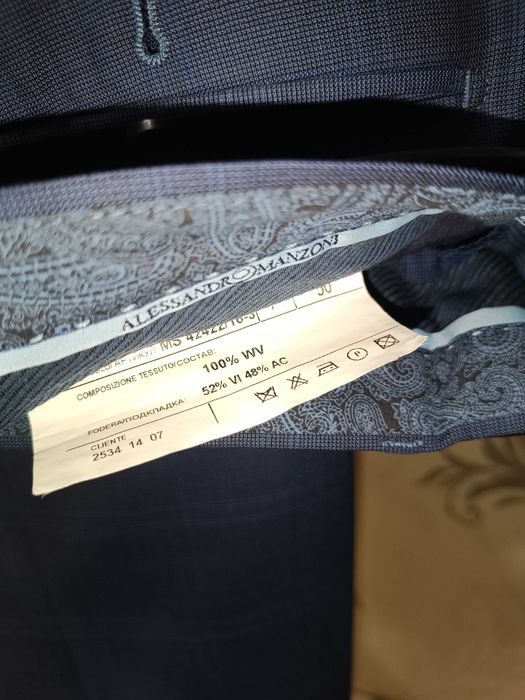 ALESSANDRO MANZONI
MS 42422/16-3
50
COMPOSIZIONE TESSUTO/СОСТАВ:
100% WV
FODERA/ПОДКЛАДКА: 52% VI 48% AC
CLIENTE
2534 14 07